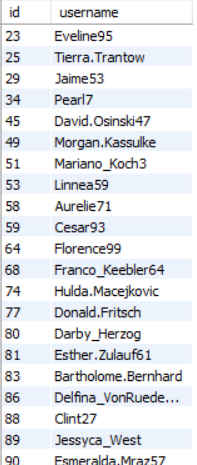 id username
23 Eveline95
25 Tierra.Trantow
29 Jaime53
34 Pearl7
45 David.Osinski47
49 Morgan.Kassulke
51 Mariano_Koch3
53 Linnea59
58 Aurelie71
59 Cesar93
64 Florence99
68 Franco_Keebler64
74 Hulda.Macejkovic
77 Donald.Fritsch
80 Darby_Herzog
81 Esther.Zulauf61
83 Bartholome.Bernhard
86 Delfina_VonRuede...
88 Clint27
89 Jessyca_West
90 Esmeralda.Mraz57